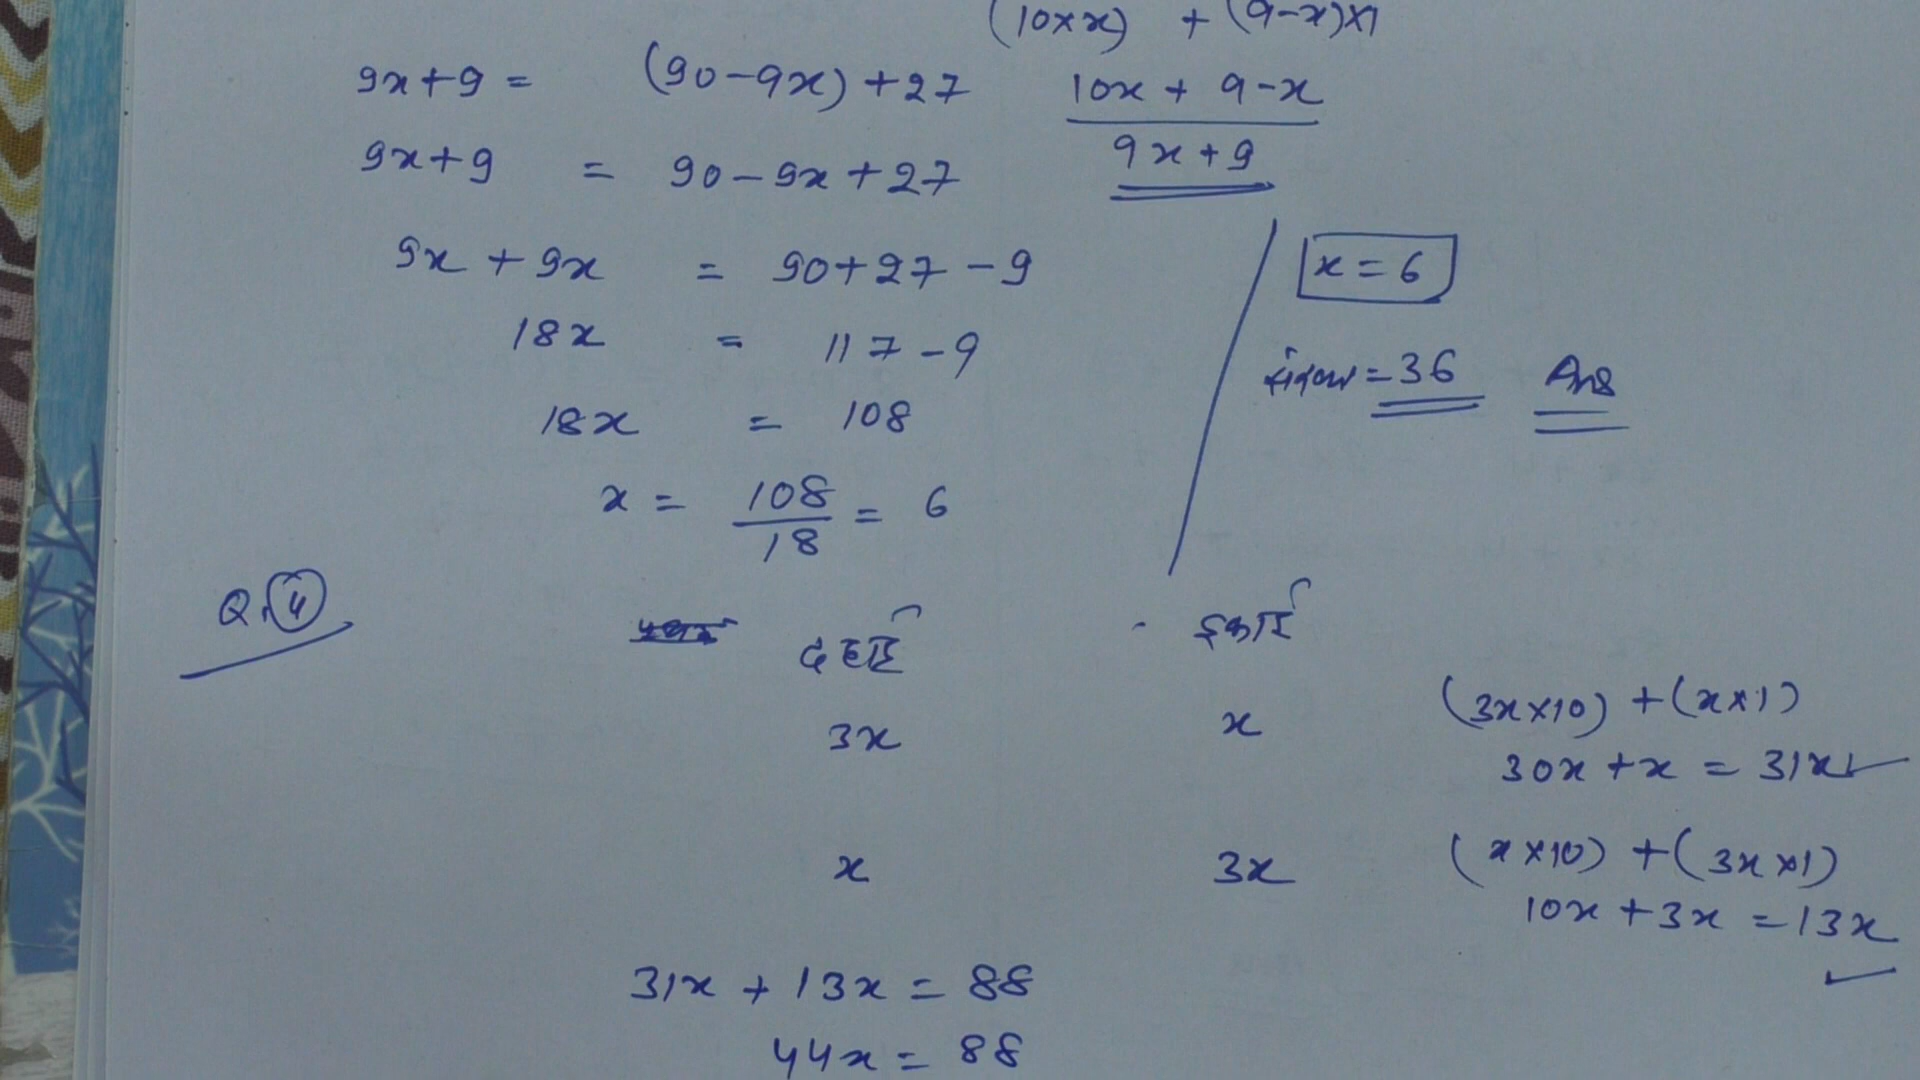 (10×x) + (9-x)×1
9x+9 = (90-9x)+27
10x + 9-x
9x+9 = 90-9x+27
9x+9
9x + 9x = 90+27-9
x = 6
18x = 117-9
संख्या = 36 Ans
18x = 108
x = 108/18 = 6
Q. 4
दहाई इकाई
3x x (3x×10) + (x×1)
30x + x = 31x
x 3x (x×10) + (3x×1)
10x + 3x = 13x
31x + 13x = 88
44x = 88